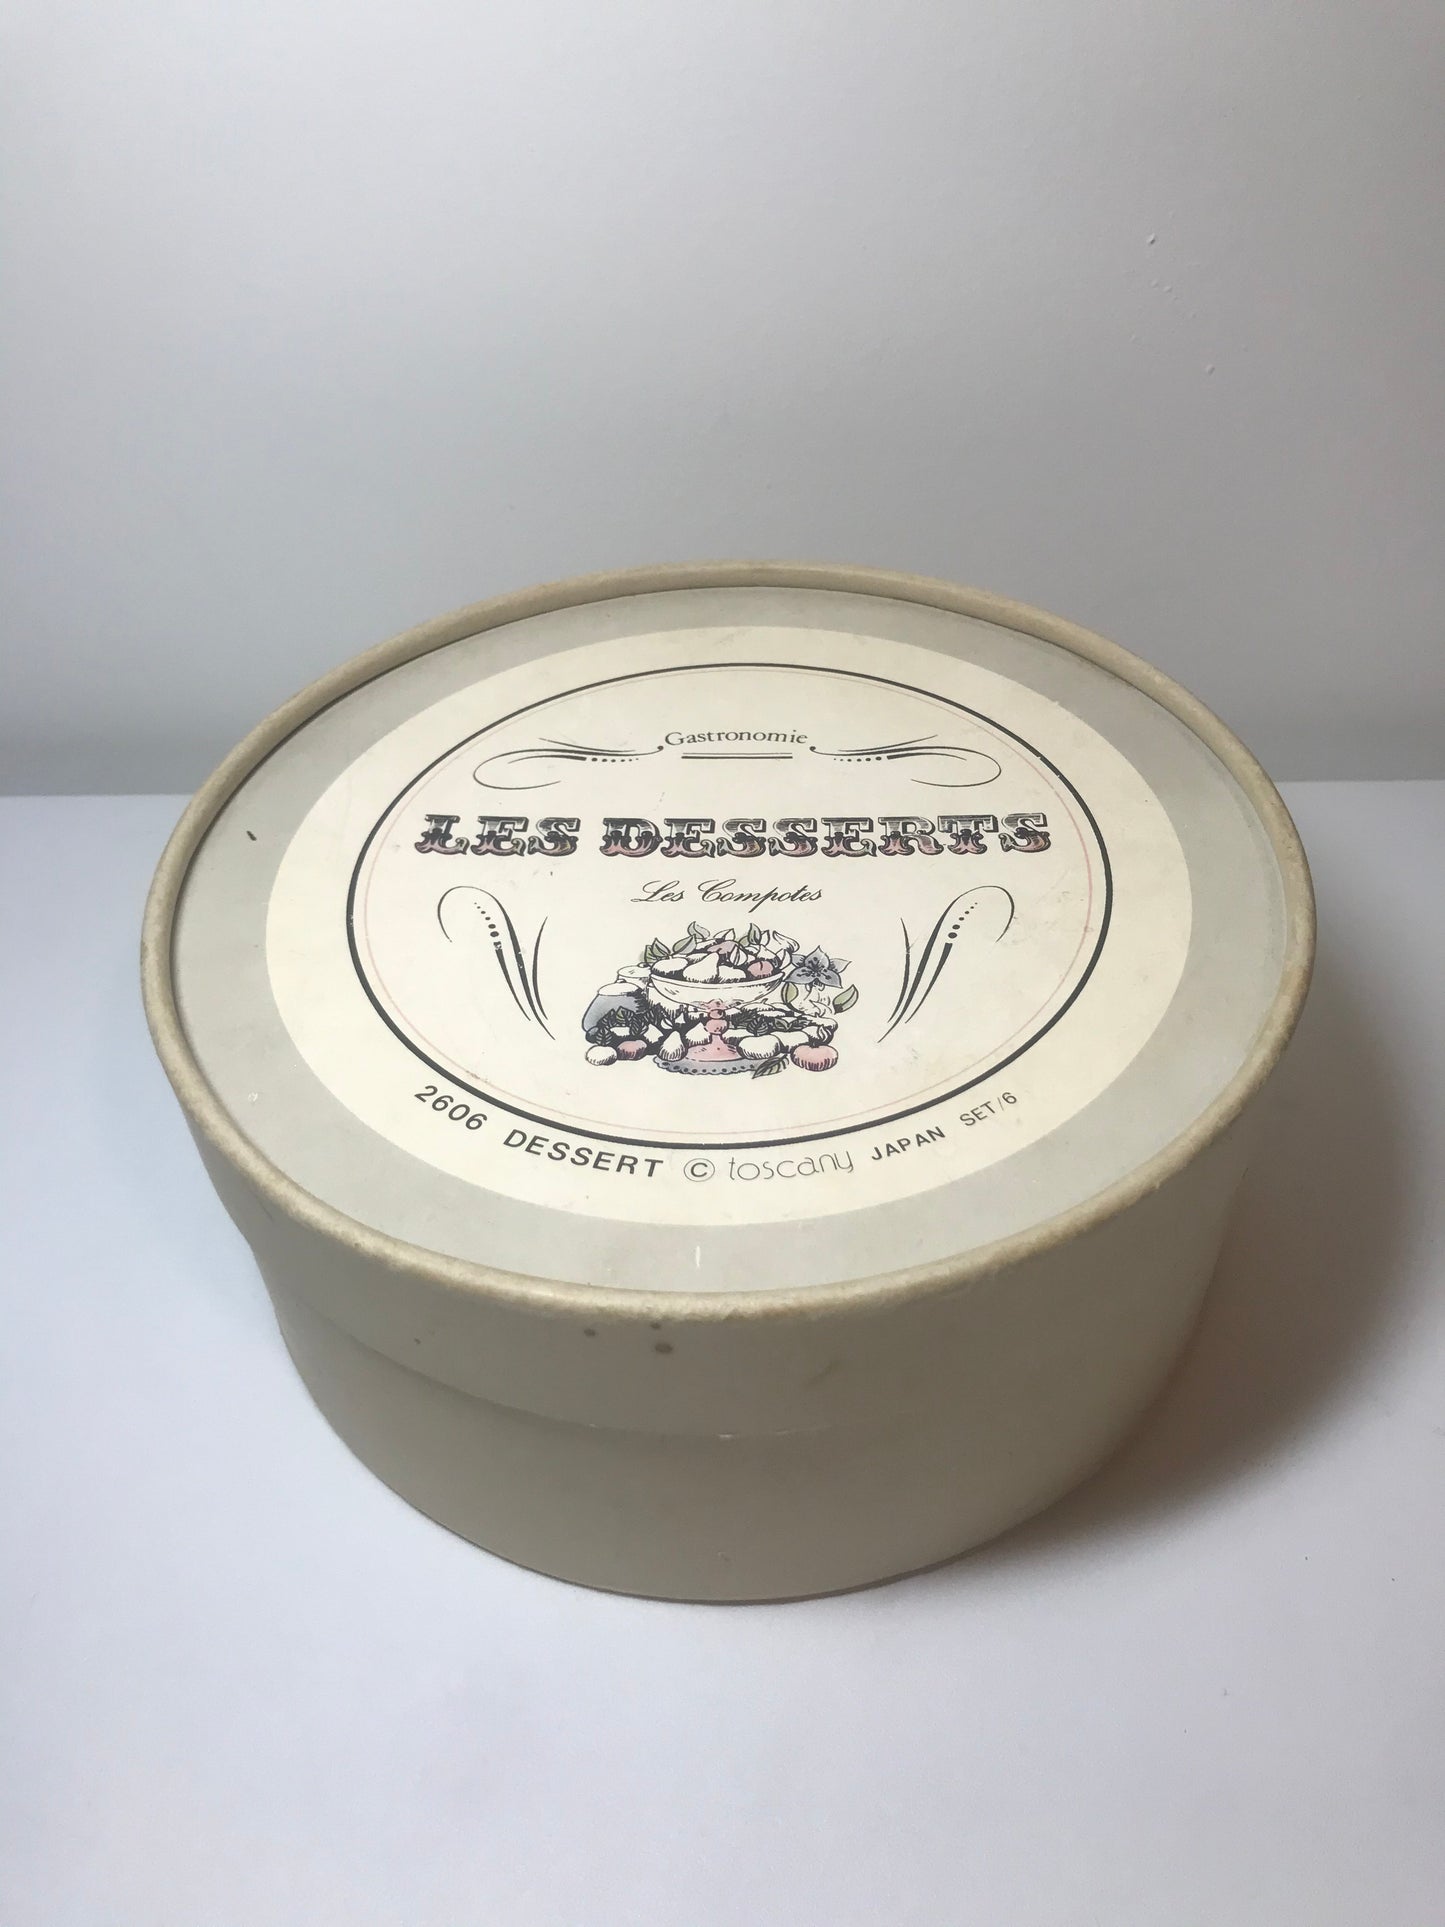 Gastronomie
LES DESSERTS
Les Compotes
2606 DESSERT © toscany JAPAN SET/6